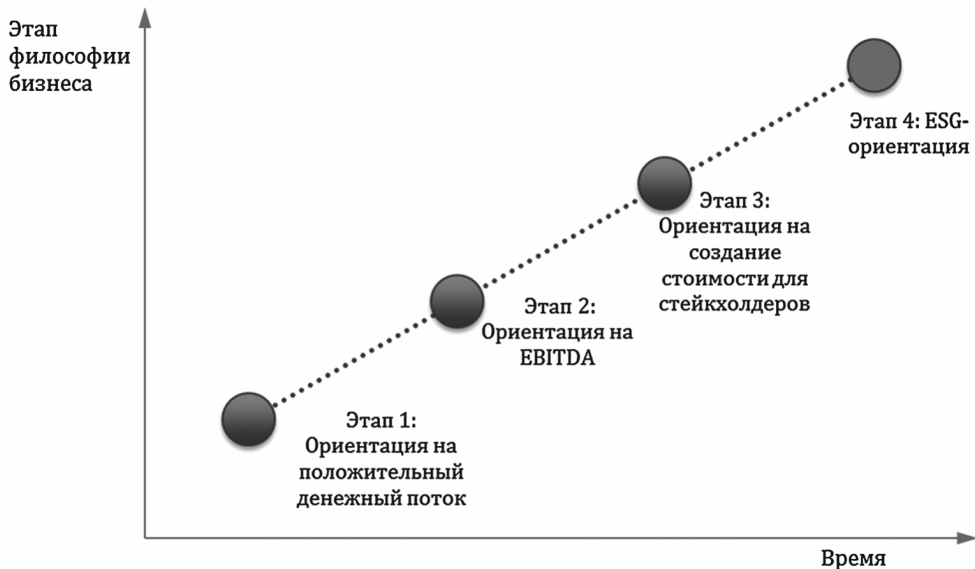 Этап
философии
бизнеса
Этап 4: ESG-
ориентация
Этап 3:
Ориентация на
создание
стоимости для
стейкхолдеров
Этап 2:
Ориентация на
EBITDA
Этап 1:
Ориентация на
положительный
денежный поток
Время